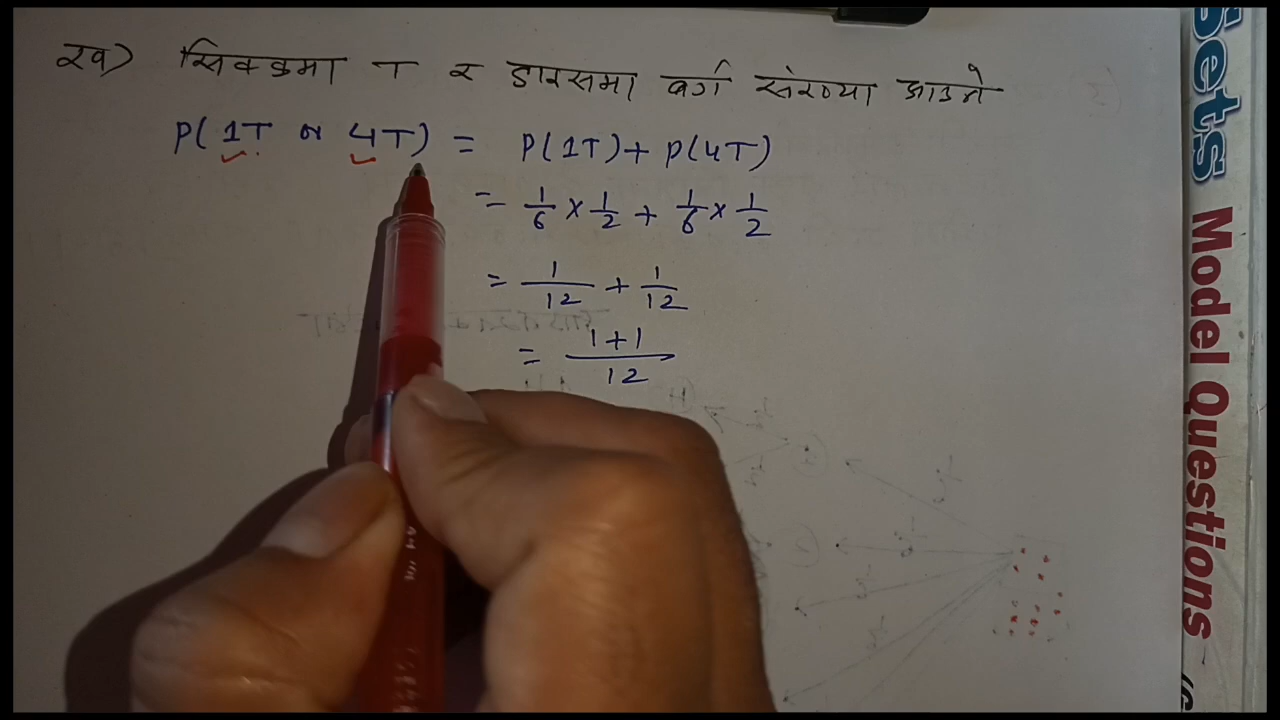 ख) सिक्कामा T र डाइसमा वर्ग संख्या आउने
P(1T or 4T) = P(1T) + P(4T)
= 1/6 × 1/2 + 1/6 × 1/2
= 1/12 + 1/12
= 1+1/12
Sets
Model Questions